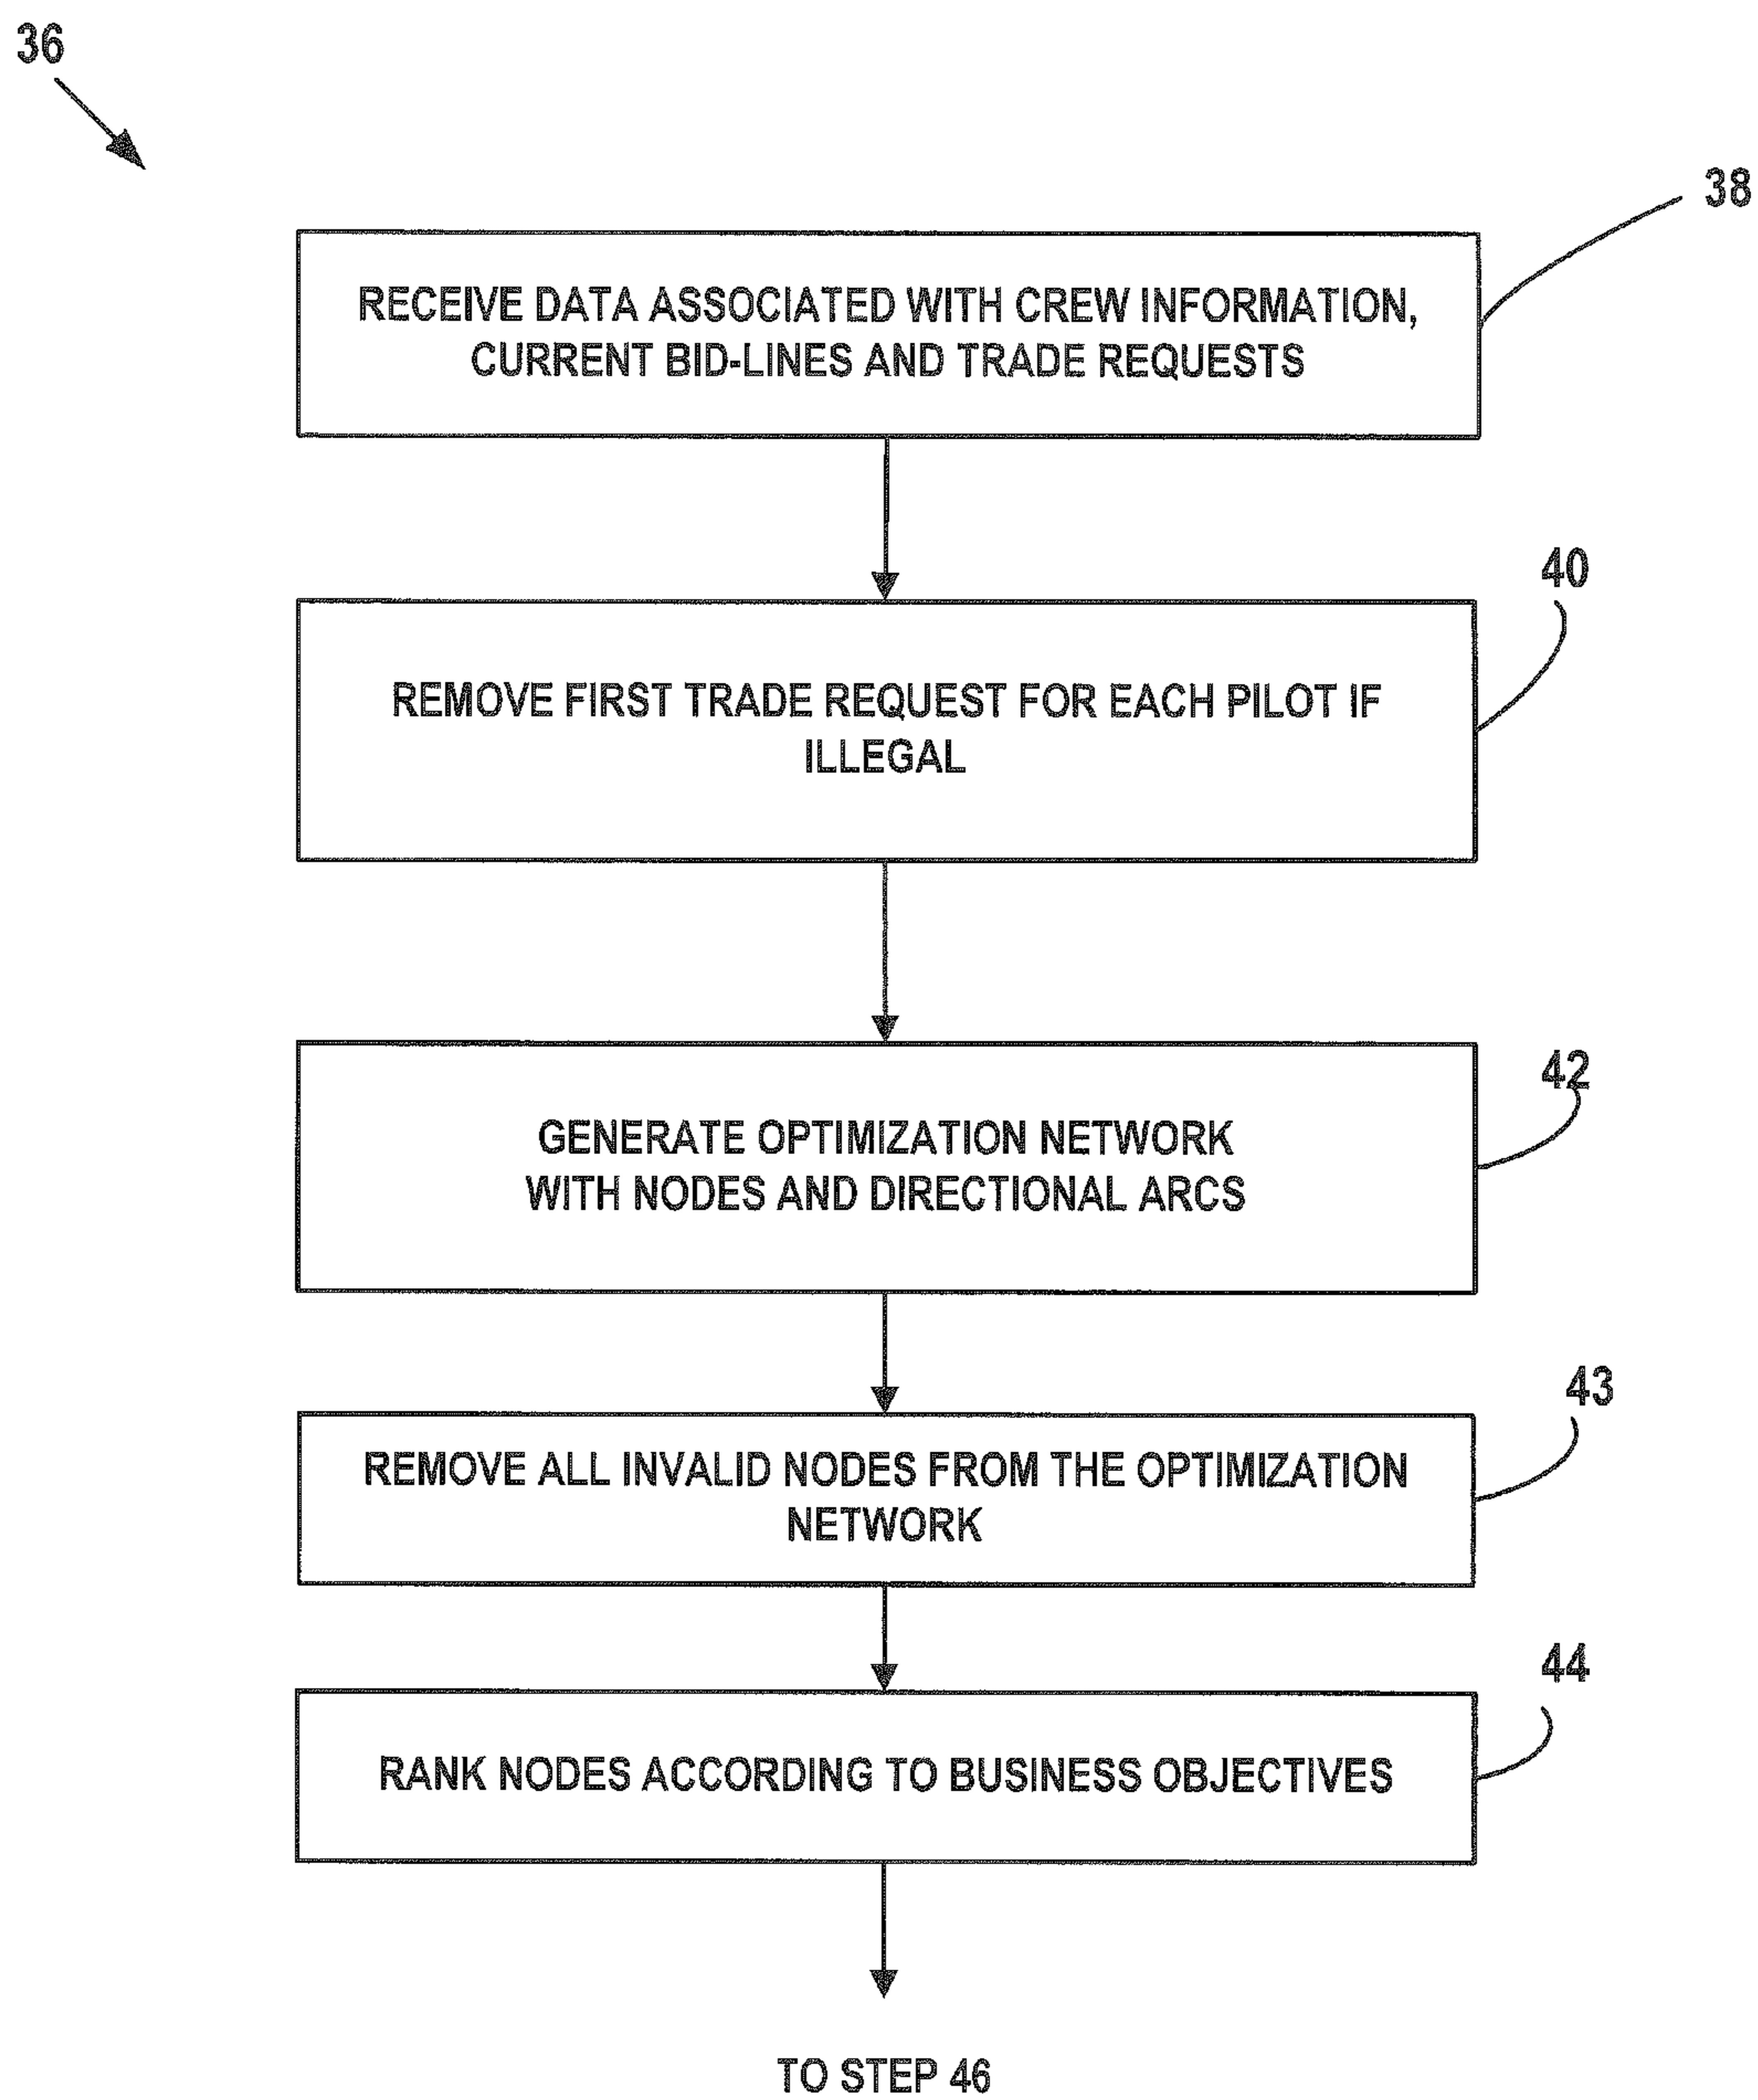 36
38
RECEIVE DATA ASSOCIATED WITH CREW INFORMATION,
CURRENT BID-LINES AND TRADE REQUESTS
40
REMOVE FIRST TRADE REQUEST FOR EACH PILOT IF
ILLEGAL
42
GENERATE OPTIMIZATION NETWORK
WITH NODES AND DIRECTIONAL ARCS
43
REMOVE ALL INVALID NODES FROM THE OPTIMIZATION
NETWORK
44
RANK NODES ACCORDING TO BUSINESS OBJECTIVES
TO STEP 46